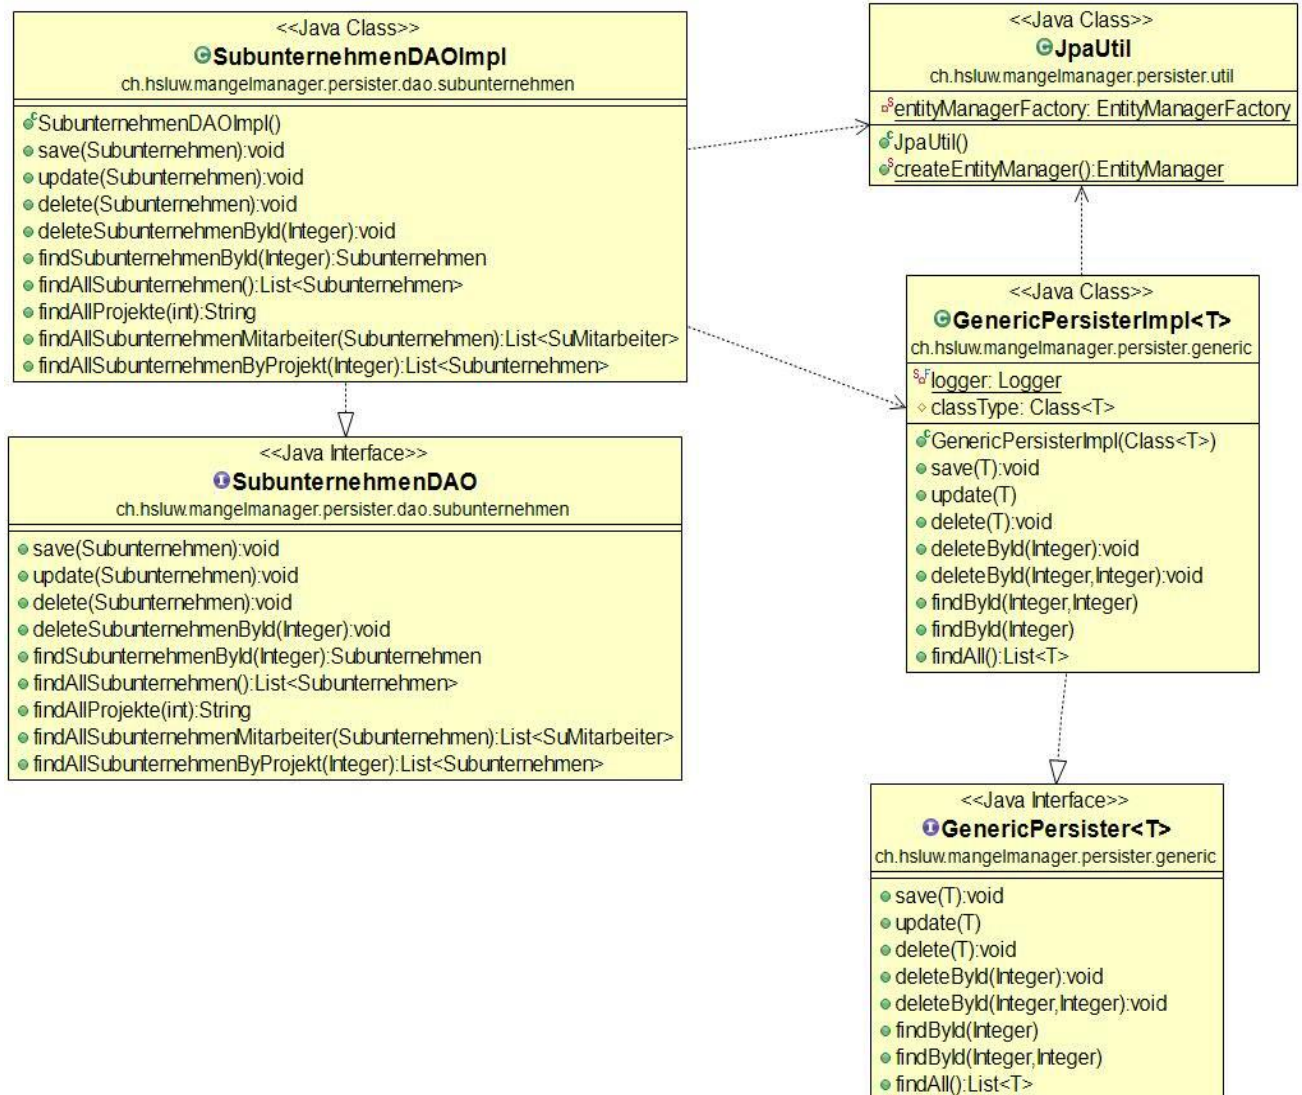 <<Java Class>>
SubunternehmenDAOImpl
ch.hsluw.mangelmanager.persister.dao.subunternehmen
SubunternehmenDAOImpl()
save(Subunternehmen):void
update(Subunternehmen):void
delete(Subunternehmen):void
deleteSubunternehmenById(Integer):void
findSubunternehmenById(Integer):Subunternehmen
findAllSubunternehmen():List<Subunternehmen>
findAllProjekte(int):String
findAllSubunternehmenMitarbeiter(Subunternehmen):List<SuMitarbeiter>
findAllSubunternehmenByProjekt(Integer):List<Subunternehmen>
<<Java Interface>>
SubunternehmenDAO
ch.hsluw.mangelmanager.persister.dao.subunternehmen
save(Subunternehmen):void
update(Subunternehmen):void
delete(Subunternehmen):void
deleteSubunternehmenById(Integer):void
findSubunternehmenById(Integer):Subunternehmen
findAllSubunternehmen():List<Subunternehmen>
findAllProjekte(int):String
findAllSubunternehmenMitarbeiter(Subunternehmen):List<SuMitarbeiter>
findAllSubunternehmenByProjekt(Integer):List<Subunternehmen>
<<Java Class>>
JpaUtil
ch.hsluw.mangelmanager.persister.util
entityManagerFactory: EntityManagerFactory
JpaUtil()
createEntityManager():EntityManager
<<Java Class>>
GenericPersisterImpl<T>
ch.hsluw.mangelmanager.persister.generic
logger: Logger
classType: Class<T>
GenericPersisterImpl(Class<T>)
save(T):void
update(T)
delete(T):void
deleteById(Integer):void
deleteById(Integer,Integer):void
findById(Integer,Integer)
findById(Integer)
findAll():List<T>
<<Java Interface>>
GenericPersister<T>
ch.hsluw.mangelmanager.persister.generic
save(T):void
update(T)
delete(T):void
deleteById(Integer):void
deleteById(Integer,Integer):void
findById(Integer)
findById(Integer,Integer)
findAll():List<T>